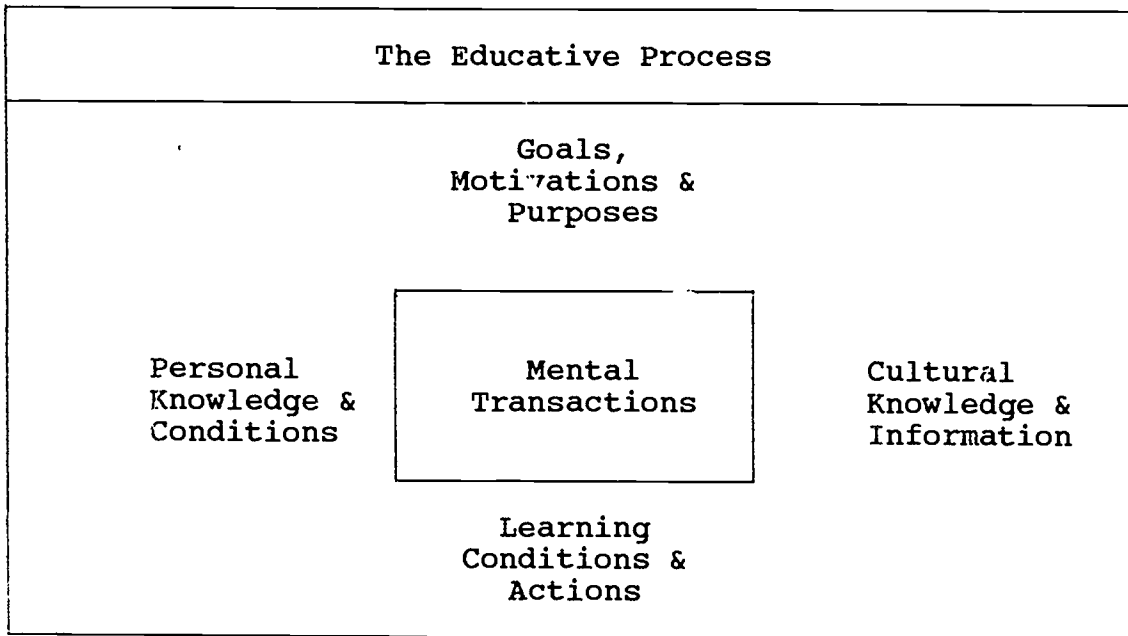 The Educative Process
Goals,
Motivations &
Purposes
Personal
Knowledge &
Conditions
Mental
Transactions
Cultural
Knowledge &
Information
Learning
Conditions &
Actions